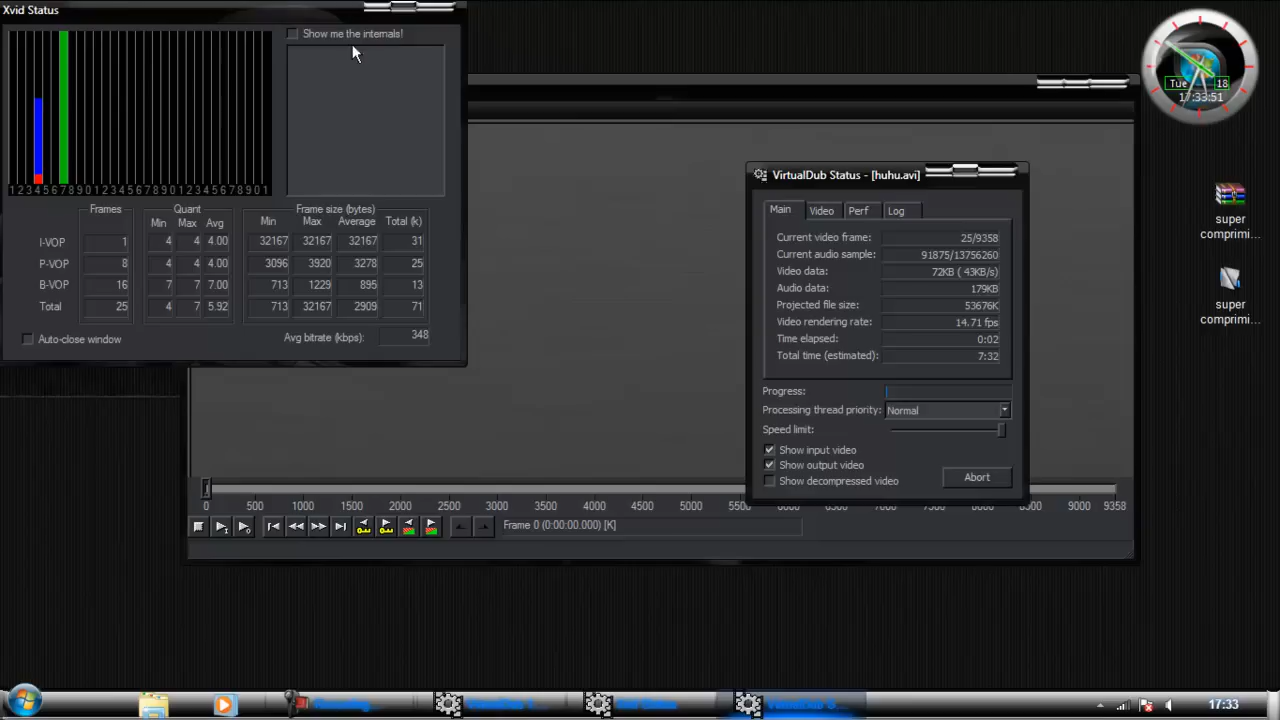 Xvid Status
Show me the internals!
1 2 3 4 5 6 7 8 9 0 1 2 3 4 5 6 7 8 9 0 1 2 3 4 5 6 7 8 9 0 1
Frames Quant Frame size (bytes)
Min Max Avg Min Max Average Total (k)
I-VOP 1 4 4 4.00 32167 32167 32167 31
P-VOP 8 4 4 4.00 3096 3920 3278 25
B-VOP 16 7 7 7.00 713 1229 895 13
Total 25 4 7 5.92 713 32167 2909 71
Auto-close window Avg bitrate (kbps): 348
VirtualDub Status - [huhu.avi]
Main Video Perf Log
Current video frame: 25/9358
Current audio sample: 91875/13756260
Video data: 72KB ( 43KB/s)
Audio data: 179KB
Projected file size: 53676K
Video rendering rate: 14.71 fps
Time elapsed: 0:02
Total time (estimated): 7:32
Progress:
Processing thread priority: Normal
Speed limit:
Show input video
Show output video
Show decompressed video
Abort
0 500 1000 1500 2000 2500 3000 3500 4000 4500 5000 5500 6000 9000 9358
Frame 0 (0:00:00.000) [K]
Tue 18
17:33:51
super
comprimi...
super
comprimi...
17:33